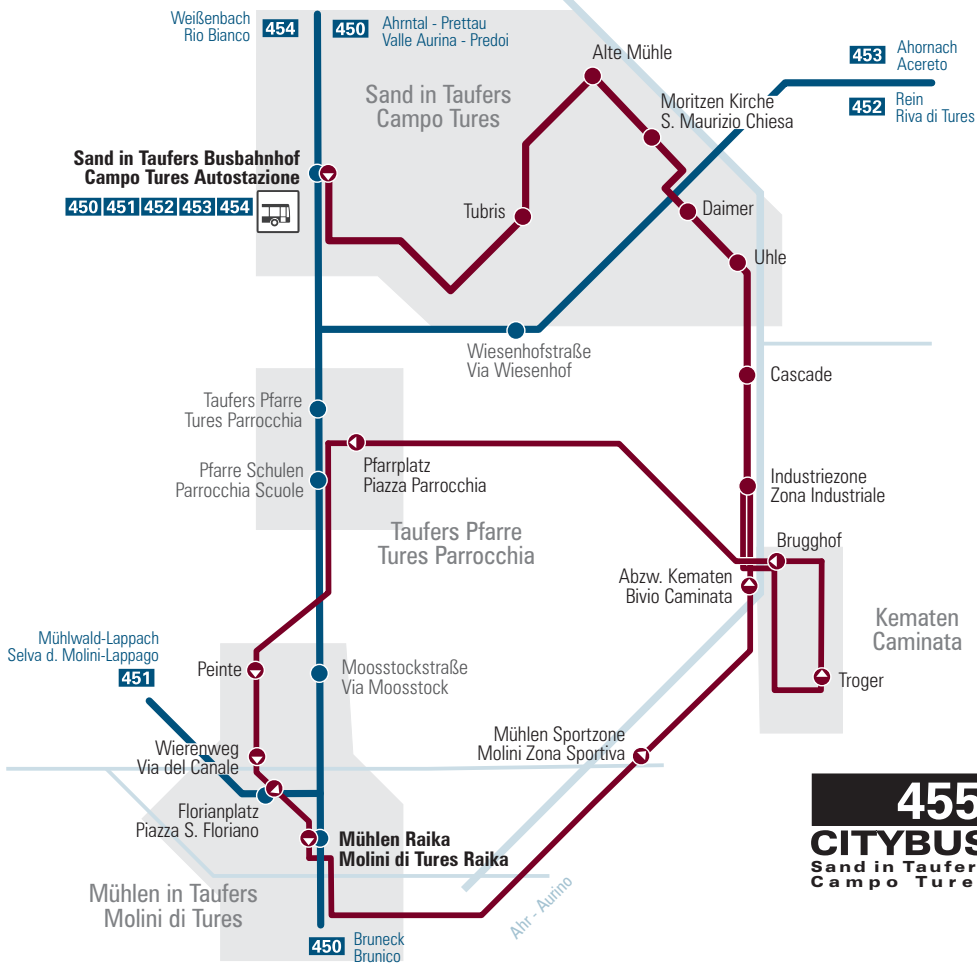 Weißenbach
Rio Bianco
454
450
Ahrntal - Prettau
Valle Aurina - Predoi
Alte Mühle
453
Ahornach
Acereto
452
Rein
Riva di Tures
Sand in Taufers
Campo Tures
Moritzen Kirche
S. Maurizio Chiesa
Sand in Taufers Busbahnhof
Campo Tures Autostazione
450 451 452 453 454
Tubris
Daimer
Uhle
Wiesenhofstraße
Via Wiesenhof
Cascade
Taufers Pfarre
Tures Parrocchia
Pfarrplatz
Piazza Parrocchia
Pfarre Schulen
Parrocchia Scuole
Industriezone
Zona Industriale
Taufers Pfarre
Tures Parrocchia
Brugghof
Abzw. Kematen
Bivio Caminata
Kematen
Caminata
Mühlwald-Lappach
Selva d. Molini-Lappago
451
Peinte
Moosstockstraße
Via Moosstock
Troger
Wierenweg
Via del Canale
Mühlen Sportzone
Molini Zona Sportiva
Florianplatz
Piazza S. Floriano
Mühlen Raika
Molini di Tures Raika
455
CITYBUS
Sand in Taufer
Campo Ture
Mühlen in Taufers
Molini di Tures
Ahr - Aurino
450
Bruneck
Brunico